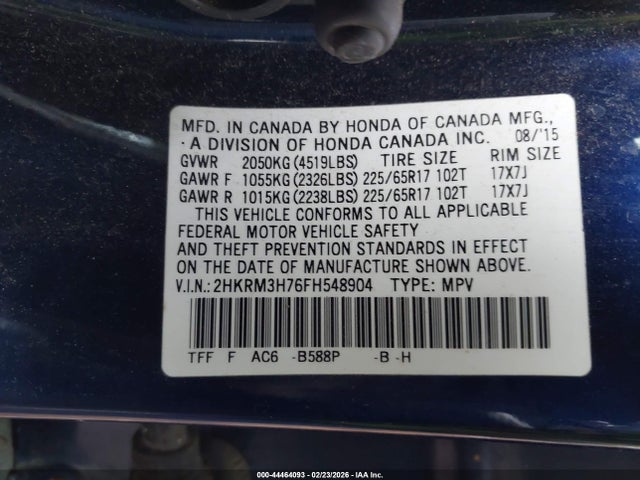 MFD. IN CANADA BY HONDA OF CANADA MFG.,
·A DIVISION OF HONDA CANADA INC. 08/'15
GVWR 2050KG(4519LBS) TIRE SIZE RIM SIZE
GAWR F 1055KG(2326LBS) 225/65R17 102T 17X7J
GAWR R 1015KG(2238LBS) 225/65R17 102T 17X7J
THIS VEHICLE CONFORMS TO ALL APPLICABLE
FEDERAL MOTOR VEHICLE SAFETY
AND THEFT PREVENTION STANDARDS IN EFFECT
ON THE DATE OF MANUFACTURE SHOWN ABOVE.
V.I.N.: 2HKRM3H76FH548904 TYPE: MPV
TFF F AC6 -B588P -B -H
000-44464093 - 02/23/2026 - IAA Inc.